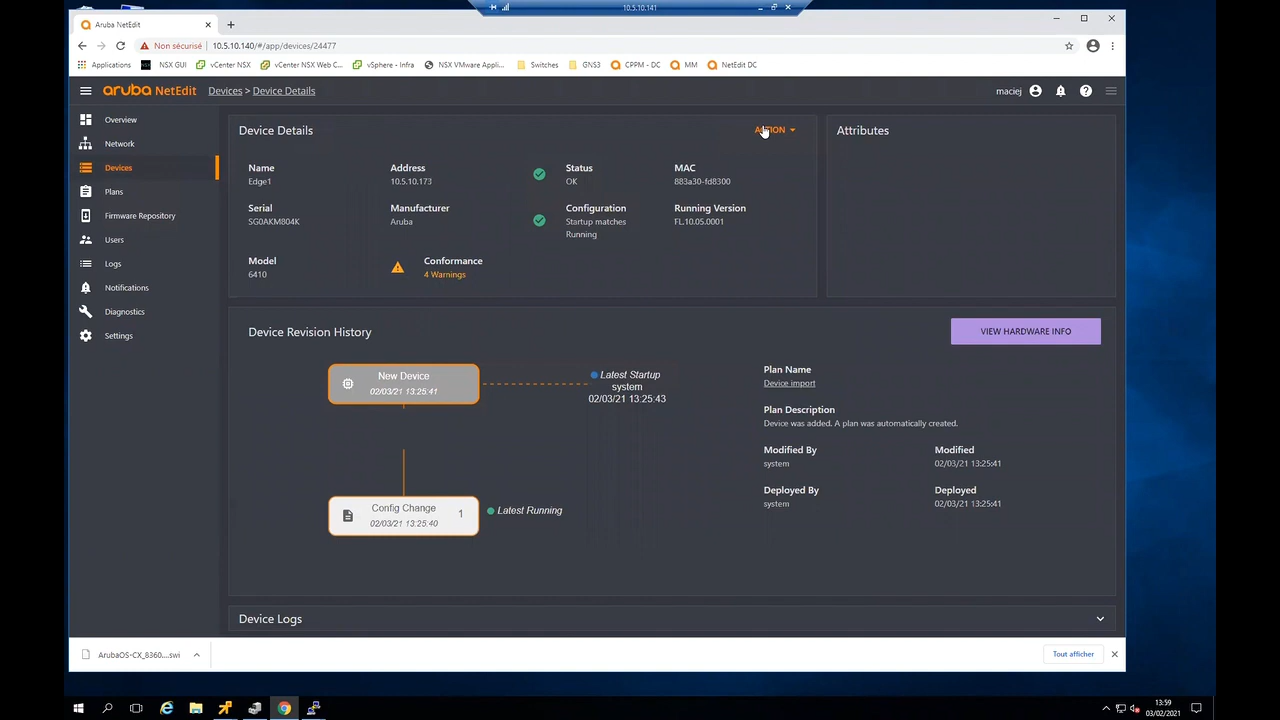 10.5.10.141
Aruba NetEdit
Non sécurisé 10.5.10.140/#/app/devices/24477
Applications NSX GUI vCenter NSX vCenter NSX Web C... vSphere - Infra NSX VMware Appli... Switches GNS3 CPPM - DC MM NetEdit DC
aruba NetEdit Devices > Device Details maciej
Overview
Network
Devices
Plans
Firmware Repository
Users
Logs
Notifications
Diagnostics
Settings
Device Details ACTION
Name
Edge1
Address
10.5.10.173
Status
OK
MAC
883a30-fd8300
Serial
SG0AKM804K
Manufacturer
Aruba
Configuration
Startup matches
Running
Running Version
FL.10.05.0001
Model
6410
Conformance
4 Warnings
Attributes
Device Revision History
VIEW HARDWARE INFO
New Device
02/03/21 13:25:41
Latest Startup
system
02/03/21 13:25:43
Config Change 1
02/03/21 13:25:40
Latest Running
Plan Name
Device import
Plan Description
Device was added. A plan was automatically created.
Modified By
system
Modified
02/03/21 13:25:41
Deployed By
system
Deployed
02/03/21 13:25:41
Device Logs
ArubaOS-CX_8360....swi
Tout afficher
13:59
03/02/2021